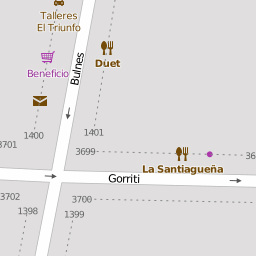 Talleres
El Triunfo
Duet
Bulnes
Beneficio
1400
1401
3701
3699
36
La Santiagueña
Gorriti
3702
3700
1398
1399